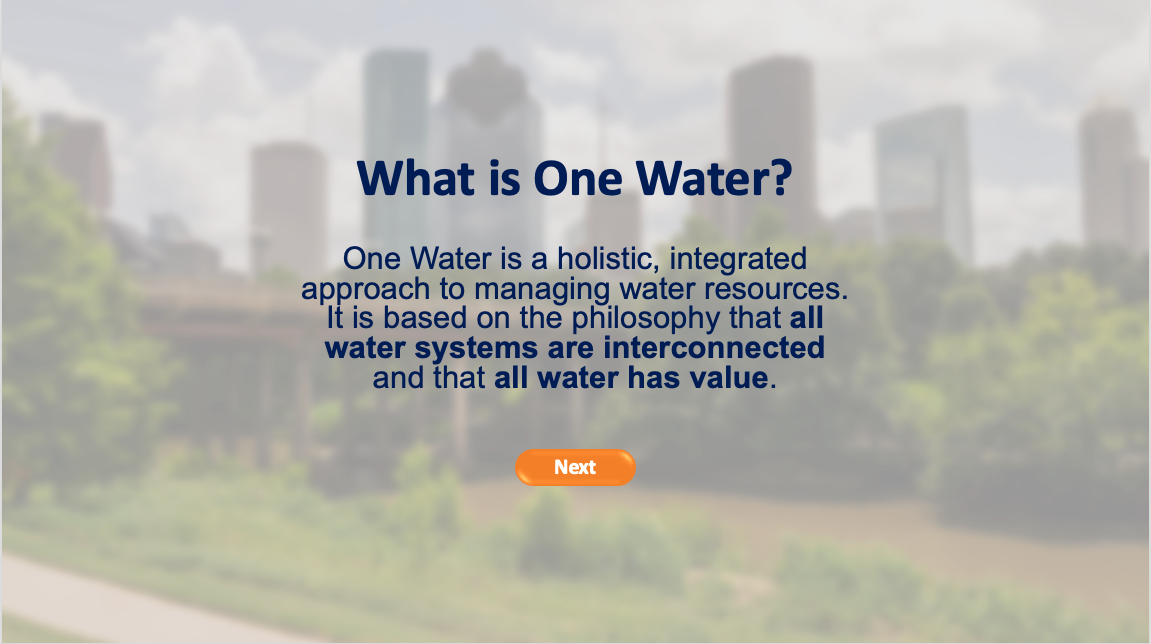 What is One Water?
One Water is a holistic, integrated
approach to managing water resources.
It is based on the philosophy that all
water systems are interconnected
and that all water has value.
Next